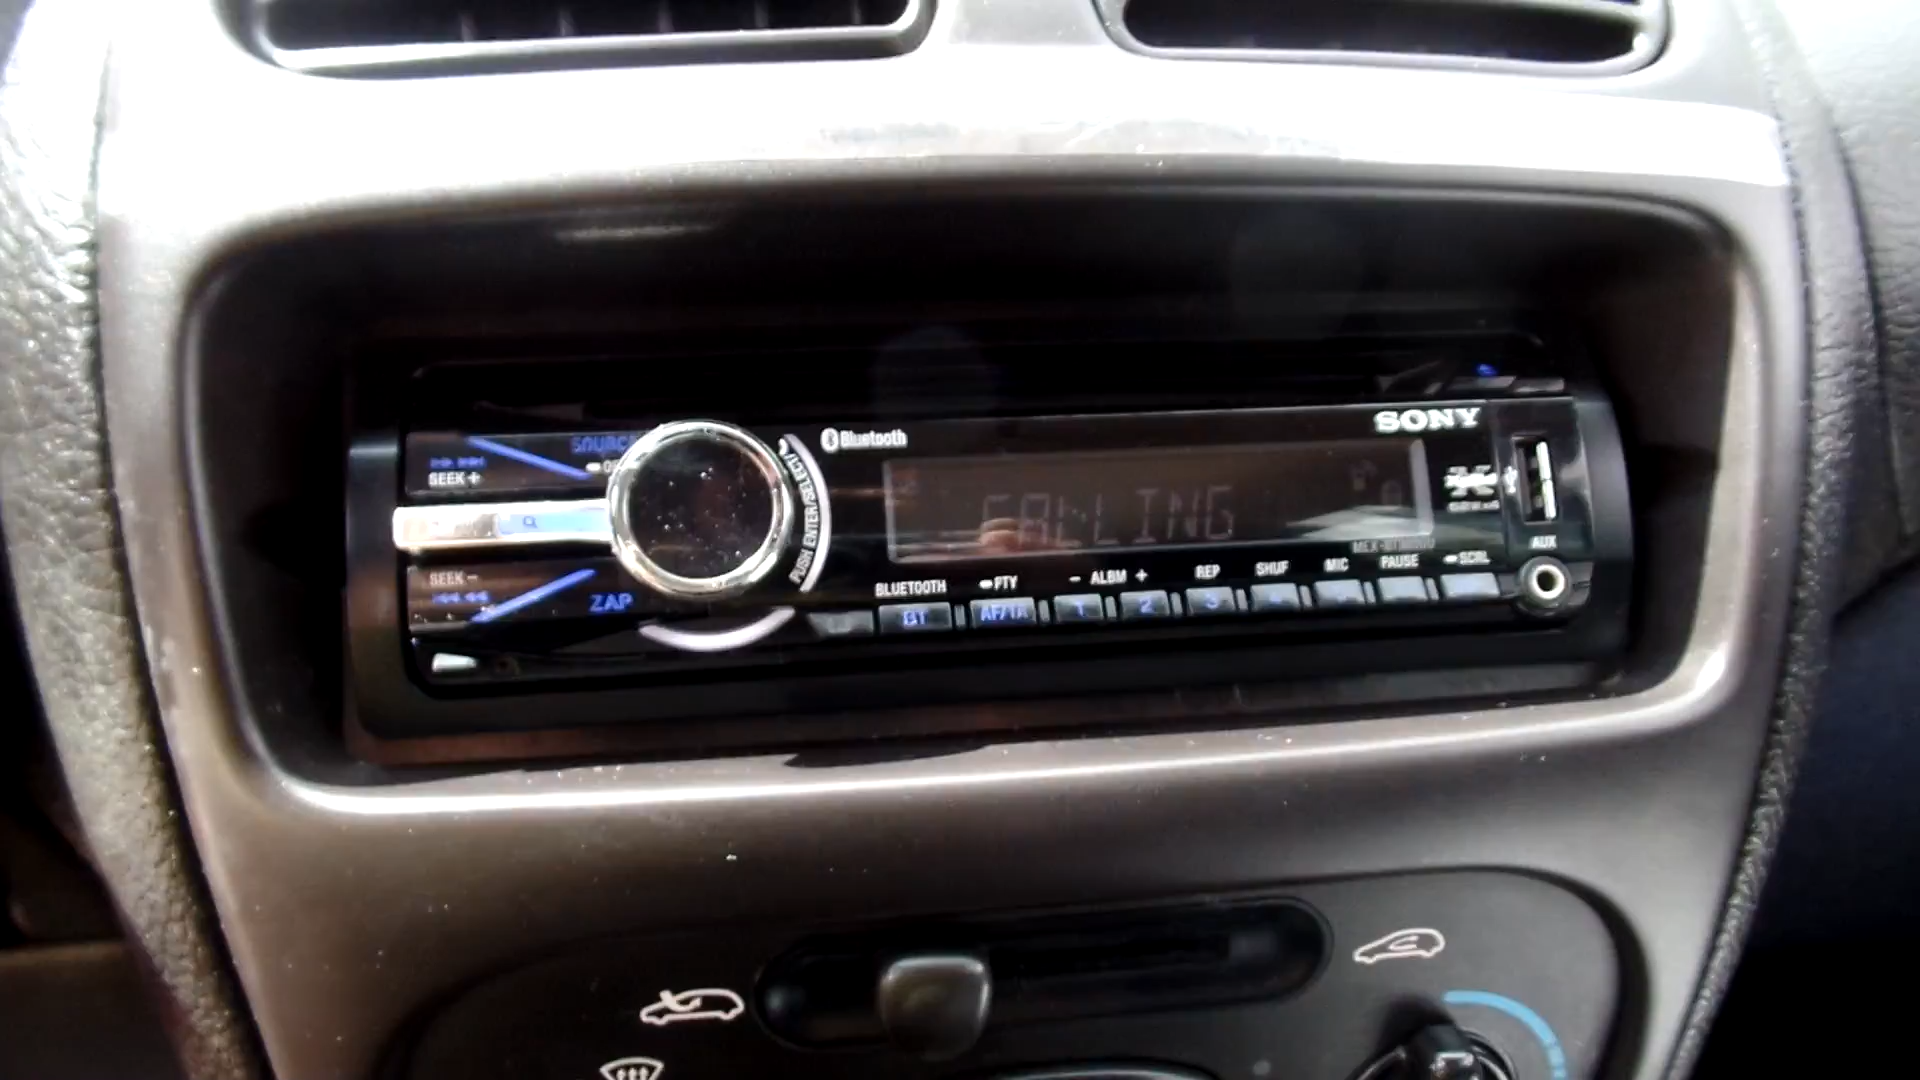 SONY
Bluetooth
SOURCE
SEEK +
PUSH ENTER/SELECT/
AUX
SEEK -
ZAP
BLUETOOTH PTY - ALBM + REP SHUF MIC PAUSE SCRL
BT AF/TA 1 2 3 4